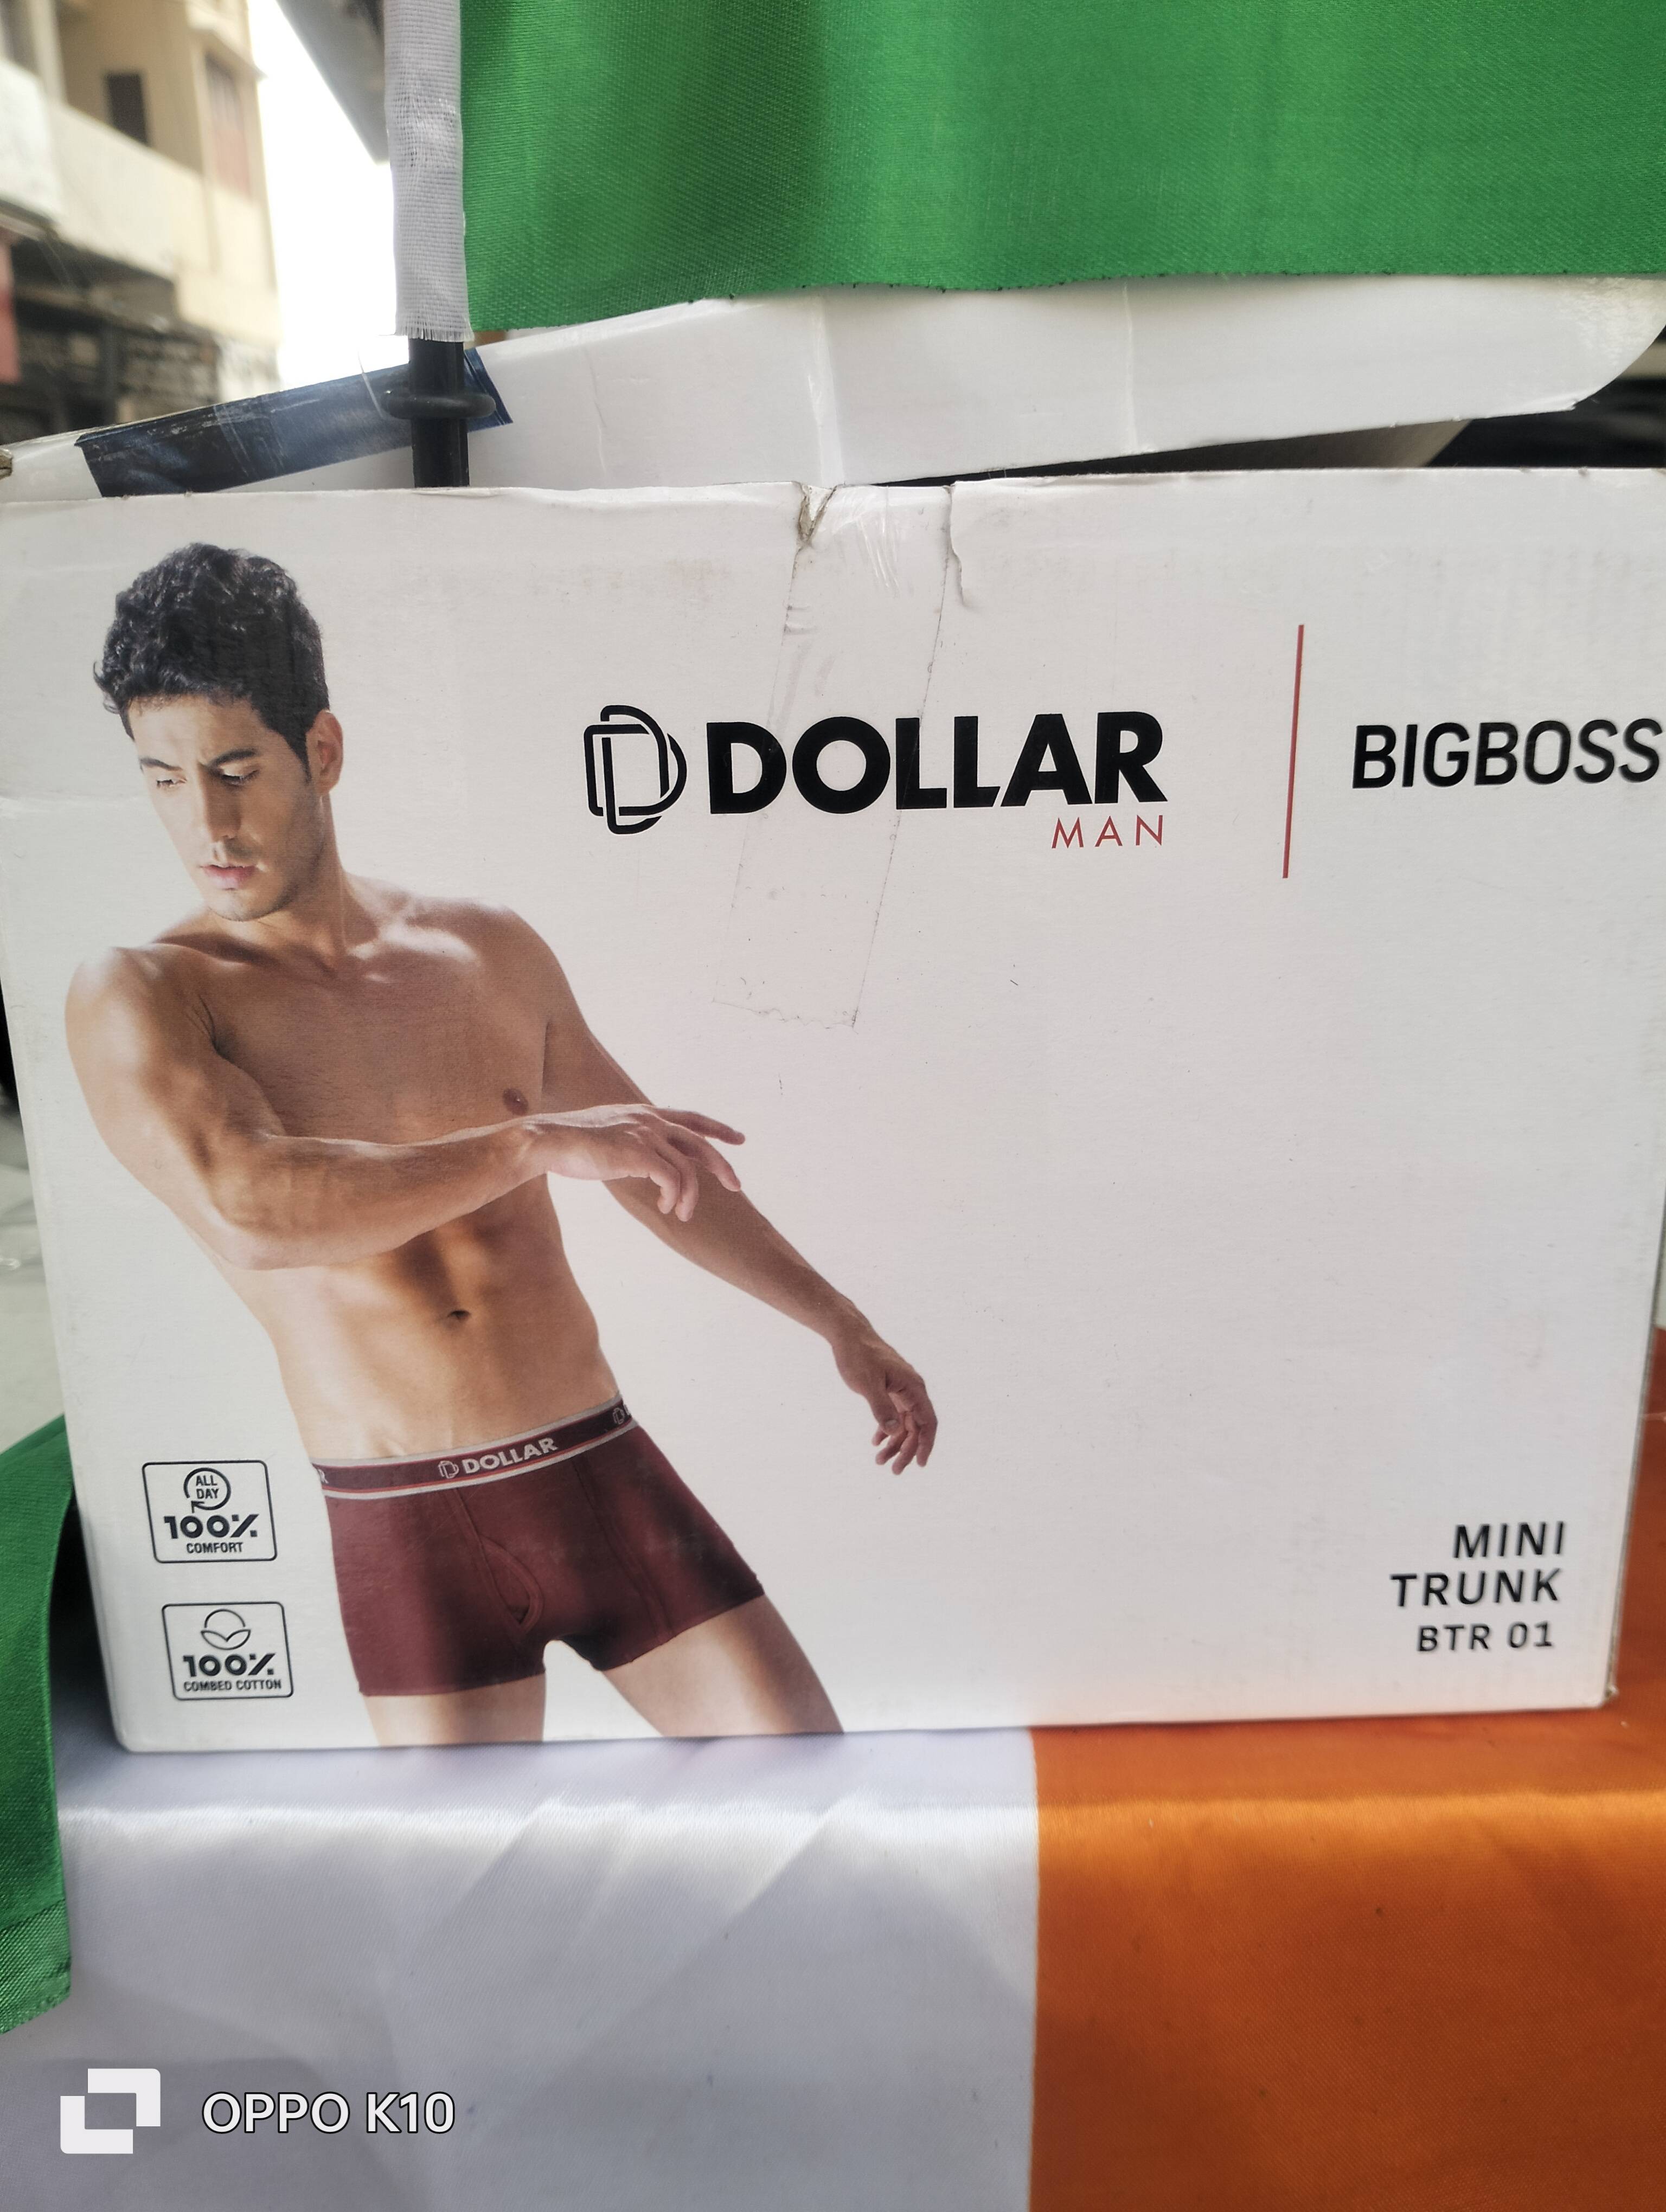 DOLLAR
MAN
BIGBOSS
DOLLAR
ALL
DAY
100%
COMFORT
100%
COMBED COTTON
MINI
TRUNK
BTR 01
OPPO K10